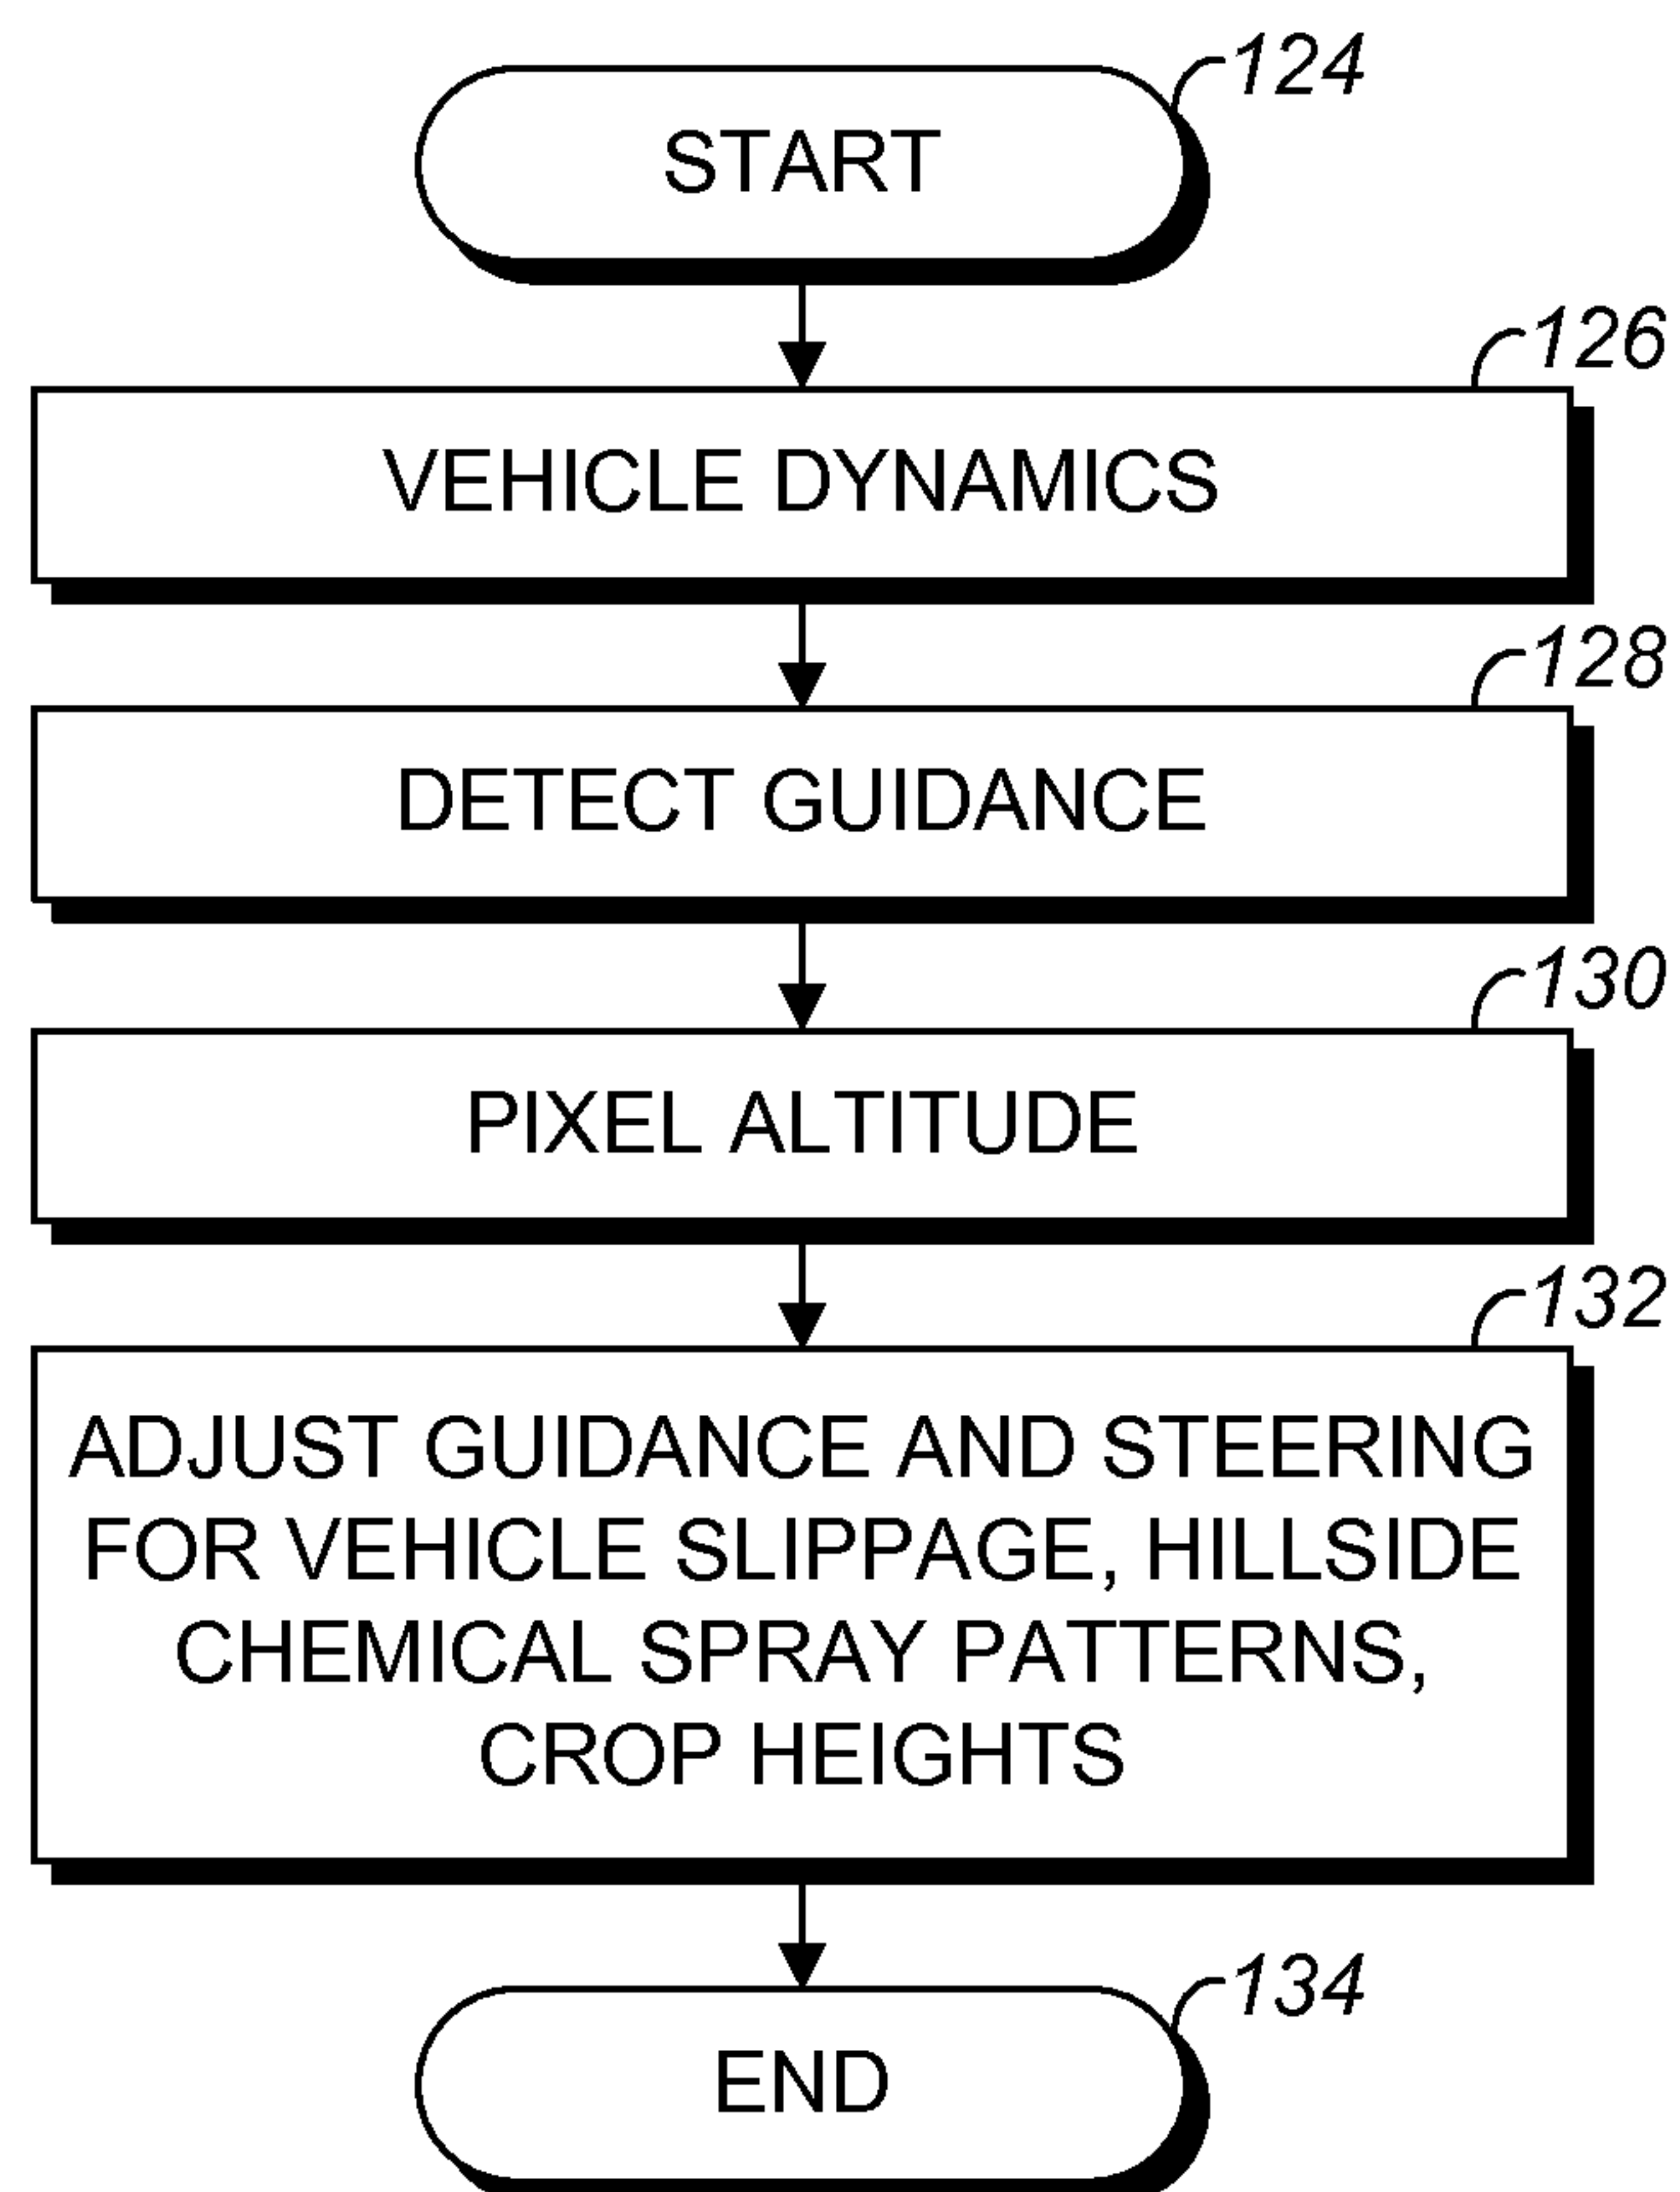 124
START
126
VEHICLE DYNAMICS
128
DETECT GUIDANCE
130
PIXEL ALTITUDE
132
ADJUST GUIDANCE AND STEERING
FOR VEHICLE SLIPPAGE, HILLSIDE
CHEMICAL SPRAY PATTERNS,
CROP HEIGHTS
134
END